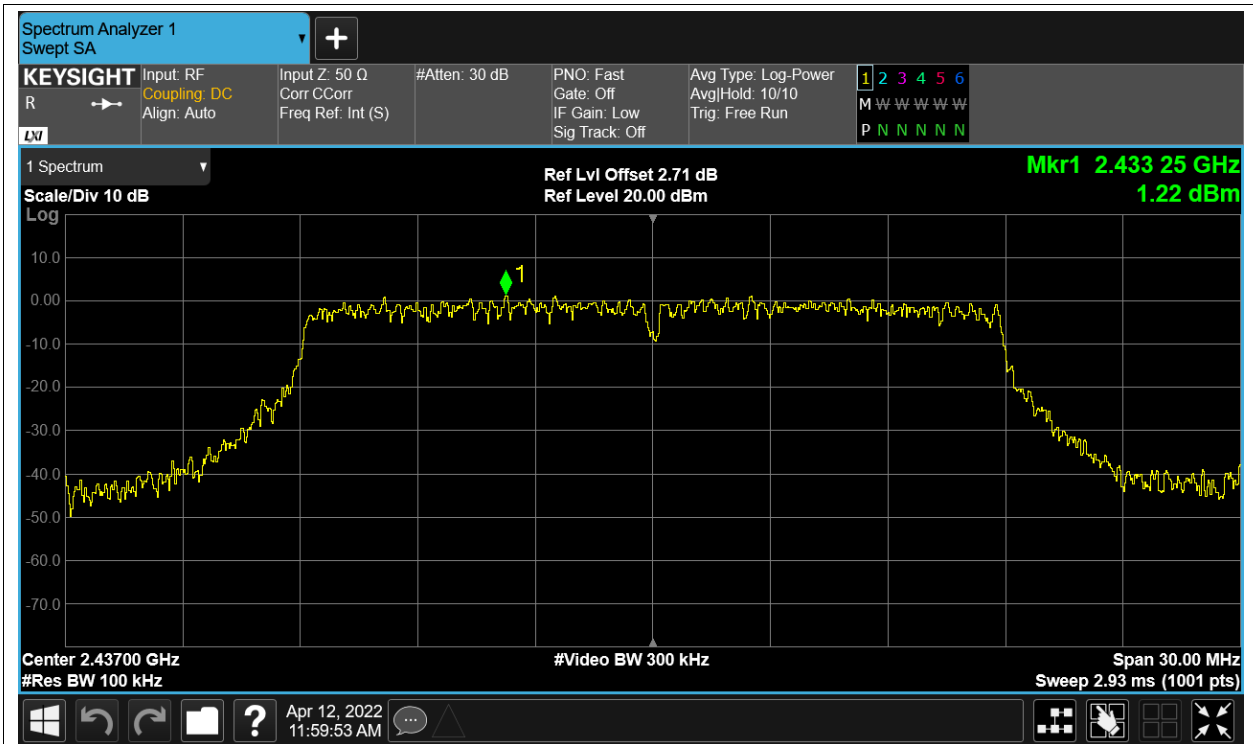 Spectrum Analyzer 1
Swept SA
KEYSIGHT
R
LXI
Input: RF
Coupling: DC
Align: Auto
Input Z: 50 Ω
Corr CCorr
Freq Ref: Int (S)
#Atten: 30 dB
PNO: Fast
Gate: Off
IF Gain: Low
Sig Track: Off
Avg Type: Log-Power
Avg|Hold: 10/10
Trig: Free Run
1 2 3 4 5 6
M W W W W W
P N N N N N
1 Spectrum
Scale/Div 10 dB
Log
Ref Lvl Offset 2.71 dB
Ref Level 20.00 dBm
Mkr1 2.433 25 GHz
1.22 dBm
10.0
1
0.00
-10.0
-20.0
-30.0
-40.0
-50.0
-60.0
-70.0
Center 2.43700 GHz
#Res BW 100 kHz
#Video BW 300 kHz
Span 30.00 MHz
Sweep 2.93 ms (1001 pts)
?
Apr 12, 2022
11:59:53 AM